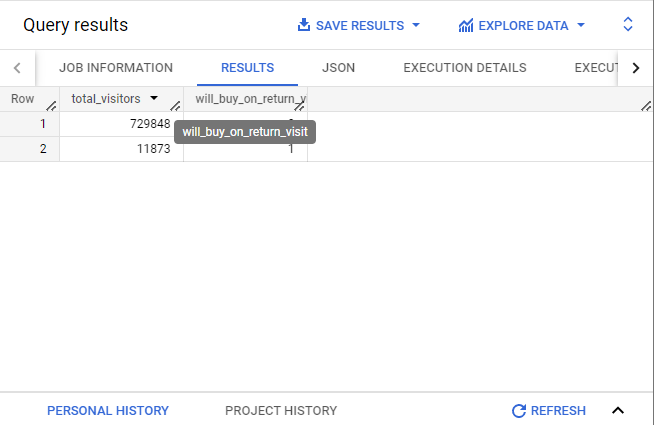 Query results SAVE RESULTS EXPLORE DATA
JOB INFORMATION RESULTS JSON EXECUTION DETAILS EXECUT
Row total_visitors will_buy_on_return_v
1 729848
will_buy_on_return_visit
2 11873 1
PERSONAL HISTORY PROJECT HISTORY REFRESH